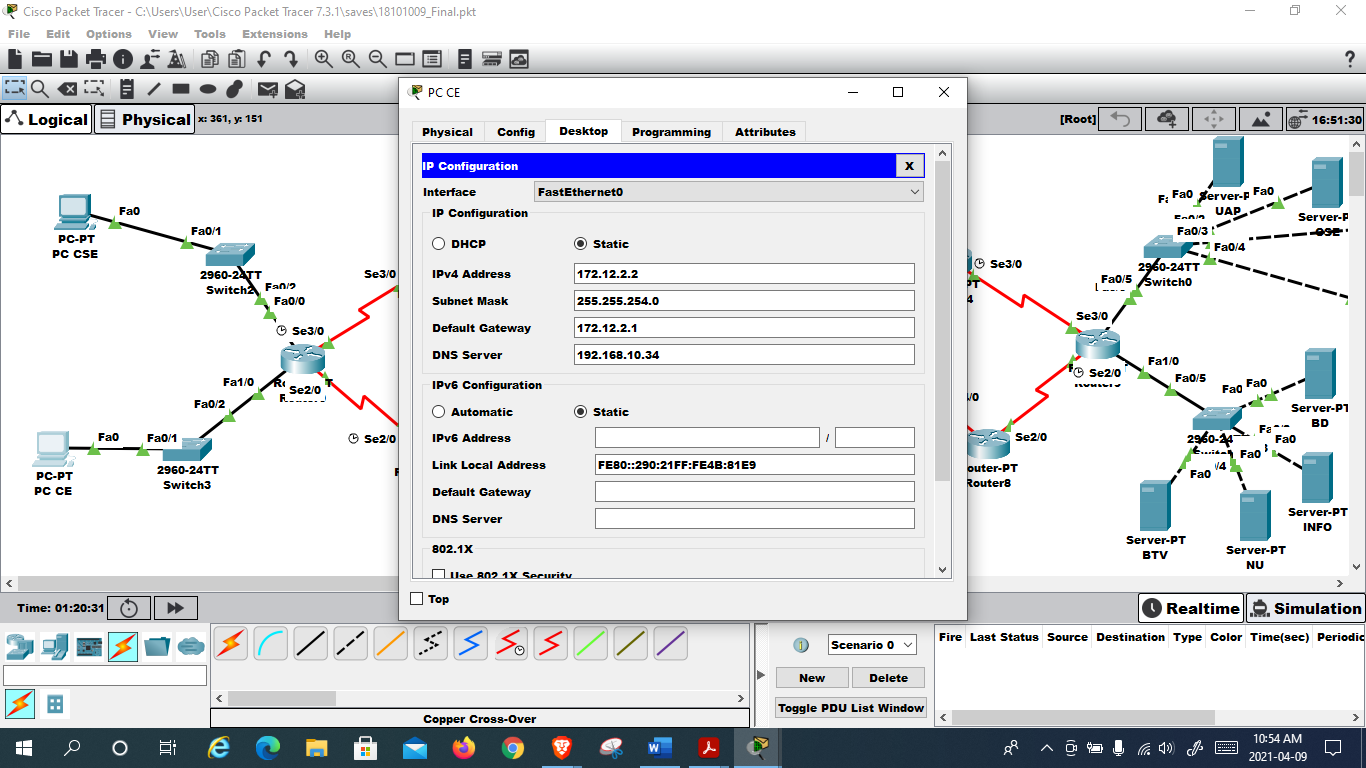 Cisco Packet Tracer - C:\Users\User\Cisco Packet Tracer 7.3.1\saves\18101009_Final.pkt
File Edit Options View Tools Extensions Help
Logical Physical x: 361, y: 151
[Root] 16:51:30
PC CE
Physical Config Desktop Programming Attributes
IP Configuration X
Interface FastEthernet0
IP Configuration
DHCP Static
IPv4 Address 172.12.2.2
Subnet Mask 255.255.254.0
Default Gateway 172.12.2.1
DNS Server 192.168.10.34
IPv6 Configuration
Automatic Static
IPv6 Address /
Link Local Address FE80::290:21FF:FE4B:81E9
Default Gateway
DNS Server
802.1X
Use 802.1X Security
Top
Fa0
PC-PT
PC CSE
Fa0/1
2960-24TT
Switch2
Fa0/2
Fa0/0
Se3/0
Se3/0
Se2/0
Fa1/0
Fa0/2
Fa0
Fa0/1
2960-24TT
Switch3
PC-PT
PC CE
Se2/0
Fa0
Fa0
UAP
Fa0/3
Fa0/4
2960-24TT
Switch0
Fa0/5
Se3/0
Se3/0
Se2/0
Fa1/0
Fa0/5
Se2/0
Router8
Fa0
Fa0
Server-PT
BD
Fa0
Fa0
Fa0
Server-PT
INFO
Server-PT
BTV
Server-PT
NU
Time: 01:20:31
Realtime Simulation
Scenario 0
New Delete
Toggle PDU List Window
Fire Last Status Source Destination Type Color Time(sec) Periodic
Copper Cross-Over
10:54 AM
2021-04-09